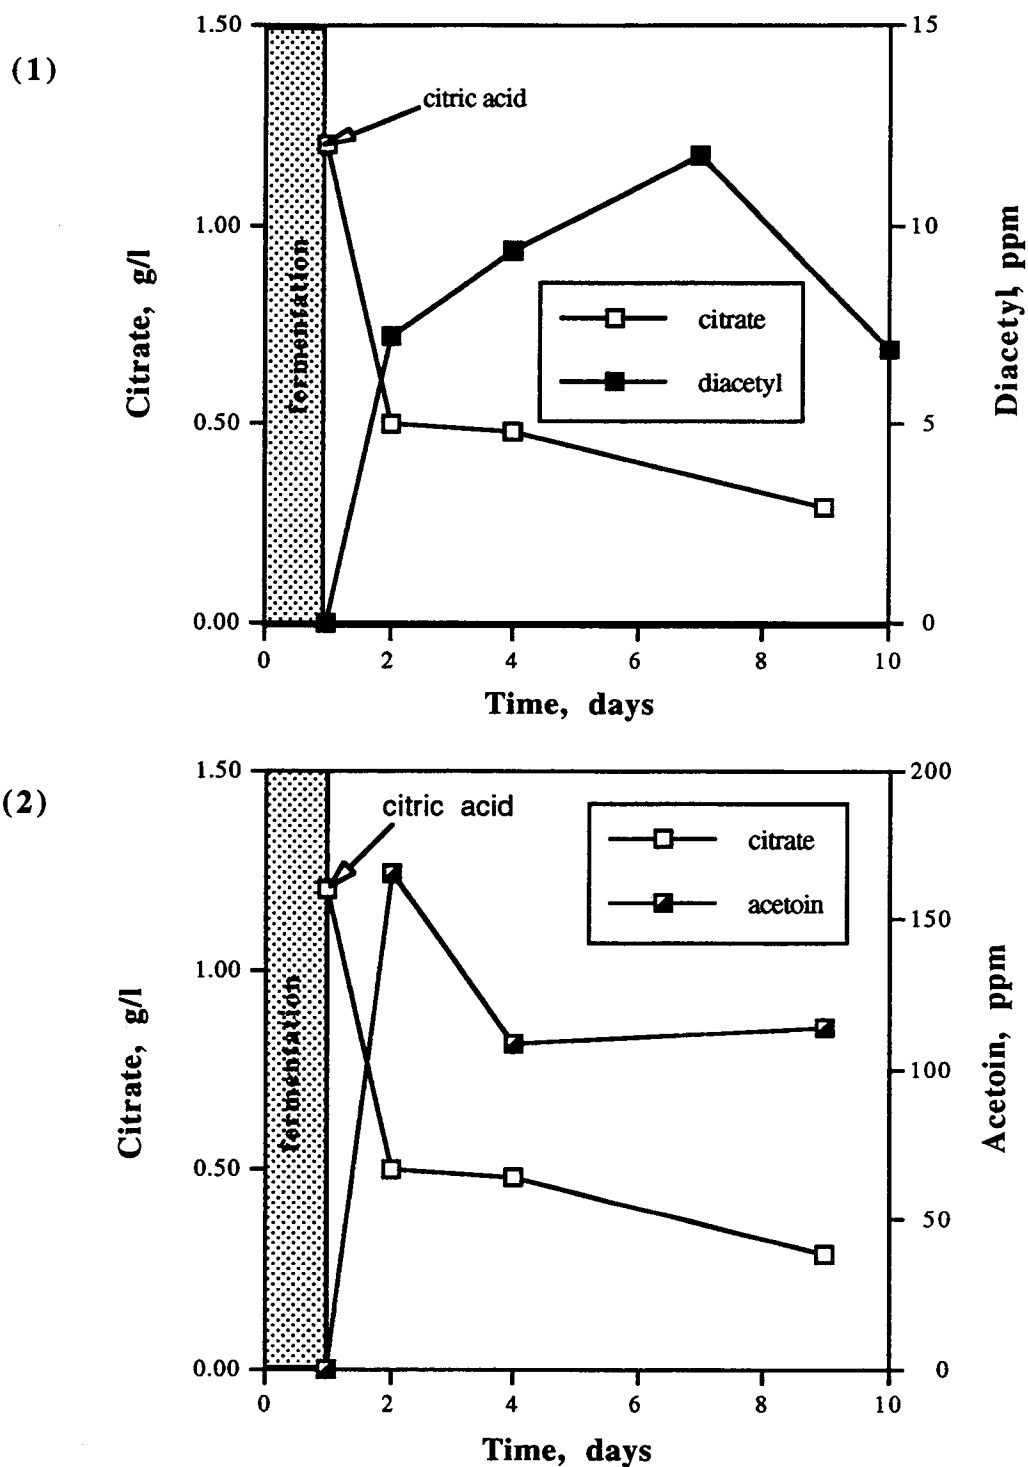 (1)
1.50
15
citric acid
1.00
10
fermentation
Citrate, g/l
Diacetyl, ppm
citrate
diacetyl
0.50
5
0.00
0
0 2 4 6 8 10
Time, days
(2)
1.50
200
citric acid
citrate
acetoin
150
1.00
fermentation
Citrate, g/l
Acetoin, ppm
100
0.50
50
0.00
0
0 2 4 6 8 10
Time, days